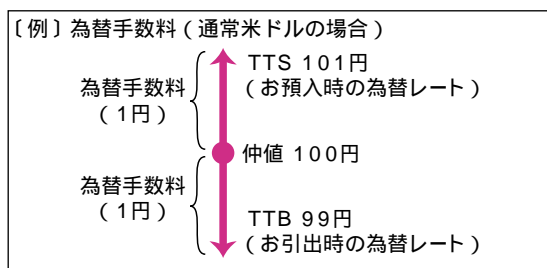 〔例〕為替手数料（通常米ドルの場合）
TTS 101円
（お預入時の為替レート）
為替手数料
（1円）
仲値 100円
為替手数料
（1円）
TTB 99円
（お引出時の為替レート）